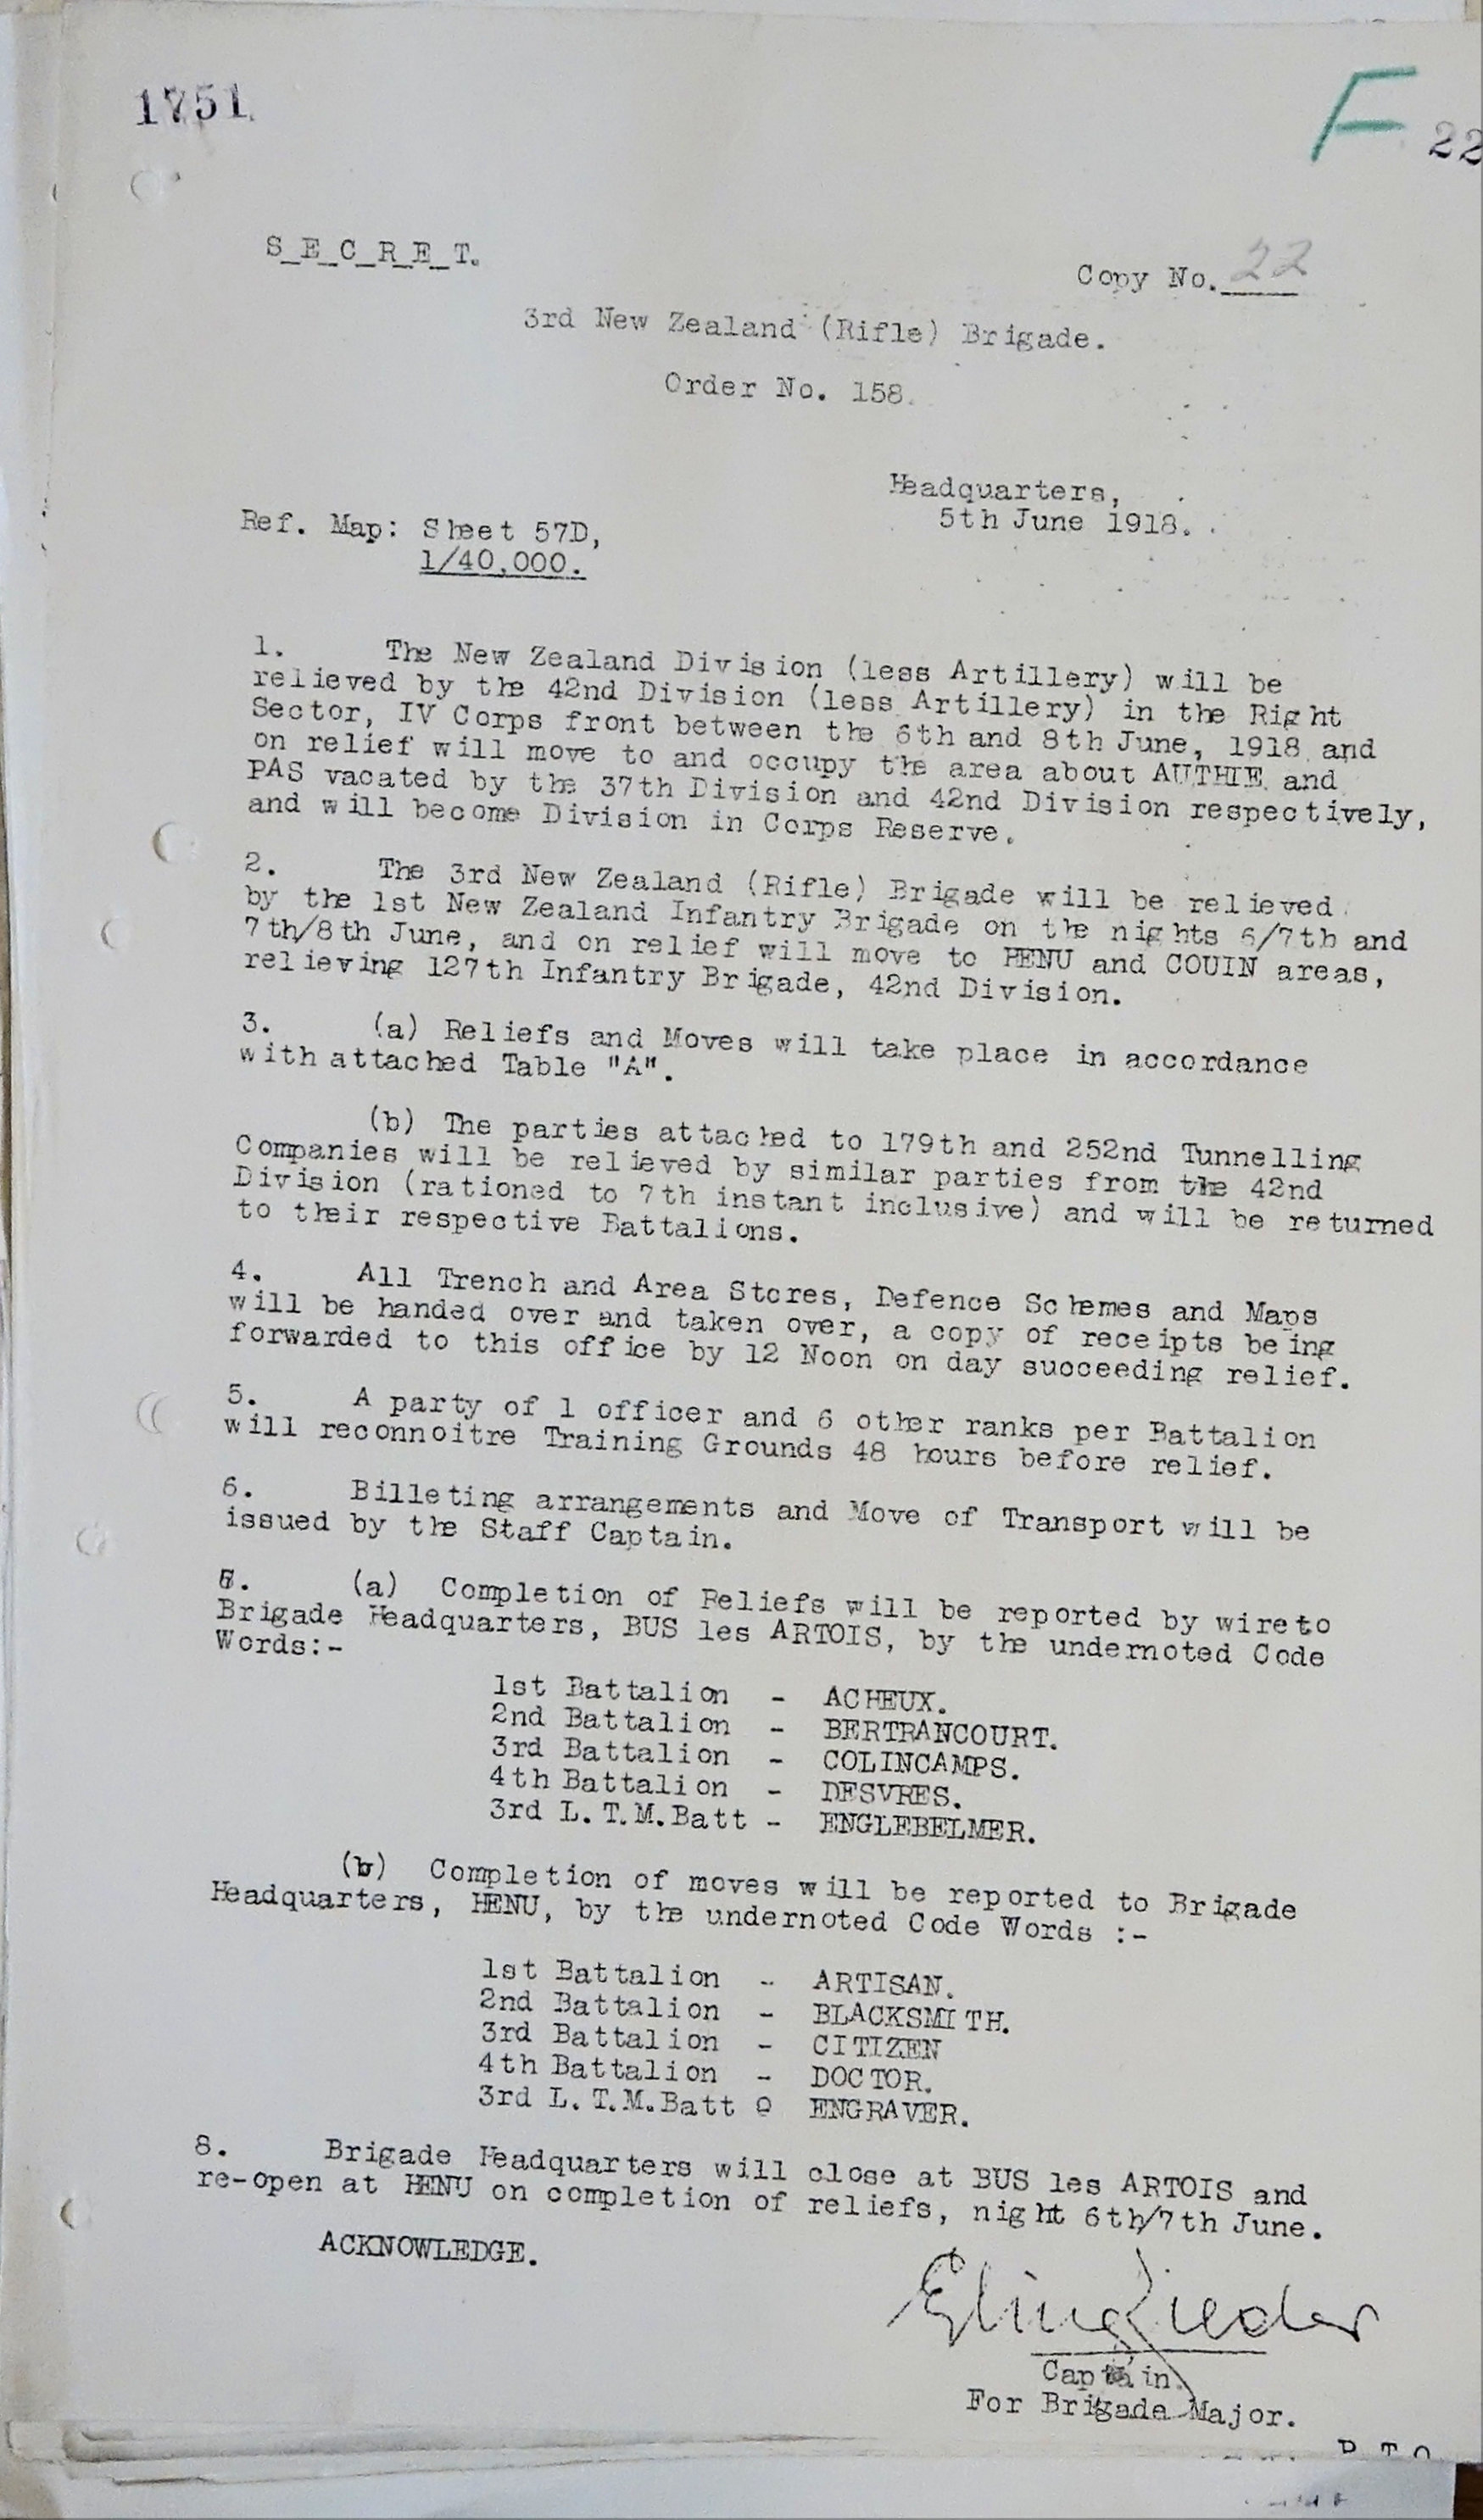 1751
F 22
S_E_C_R_E_T.
Copy No. 22
3rd New Zealand (Rifle) Brigade.
Order No. 158.
Headquarters,
5th June 1918.
Ref. Map: Sheet 57D,
1/40,000.
1. The New Zealand Division (less Artillery) will be
relieved by the 42nd Division (less Artillery) in the Right
Sector, IV Corps front between the 6th and 8th June, 1918 and
on relief will move to and occupy the area about AUTHIE and
PAS vacated by the 37th Division and 42nd Division respectively,
and will become Division in Corps Reserve.
2. The 3rd New Zealand (Rifle) Brigade will be relieved
by the 1st New Zealand Infantry Brigade on the nights 6/7th and
7th/8th June, and on relief will move to HENU and COUIN areas,
relieving 127th Infantry Brigade, 42nd Division.
3. (a) Reliefs and Moves will take place in accordance
with attached Table "A".
(b) The parties attached to 179th and 252nd Tunnelling
Companies will be relieved by similar parties from the 42nd
Division (rationed to 7th instant inclusive) and will be returned
to their respective Battalions.
4. All Trench and Area Stores, Defence Schemes and Maps
will be handed over and taken over, a copy of receipts being
forwarded to this office by 12 Noon on day succeeding relief.
5. A party of 1 officer and 6 other ranks per Battalion
will reconnoitre Training Grounds 48 hours before relief.
6. Billeting arrangements and Move of Transport will be
issued by the Staff Captain.
7. (a) Completion of Reliefs will be reported by wire to
Brigade Headquarters, BUS les ARTOIS, by the undernoted Code
Words:-
1st Battalion - ACHEUX.
2nd Battalion - BERTRANCOURT.
3rd Battalion - COLINCAMPS.
4th Battalion - DESVRES.
3rd L.T.M.Batt - ENGLEBELMER.
(b) Completion of moves will be reported to Brigade
Headquarters, HENU, by the undernoted Code Words :-
1st Battalion - ARTISAN.
2nd Battalion - BLACKSMITH.
3rd Battalion - CITIZEN
4th Battalion - DOCTOR.
3rd L.T.M.Batt o ENGRAVER.
8. Brigade Headquarters will close at BUS les ARTOIS and
re-open at HENU on completion of reliefs, night 6th/7th June.
ACKNOWLEDGE.
Captain.
For Brigade Major.
P T O